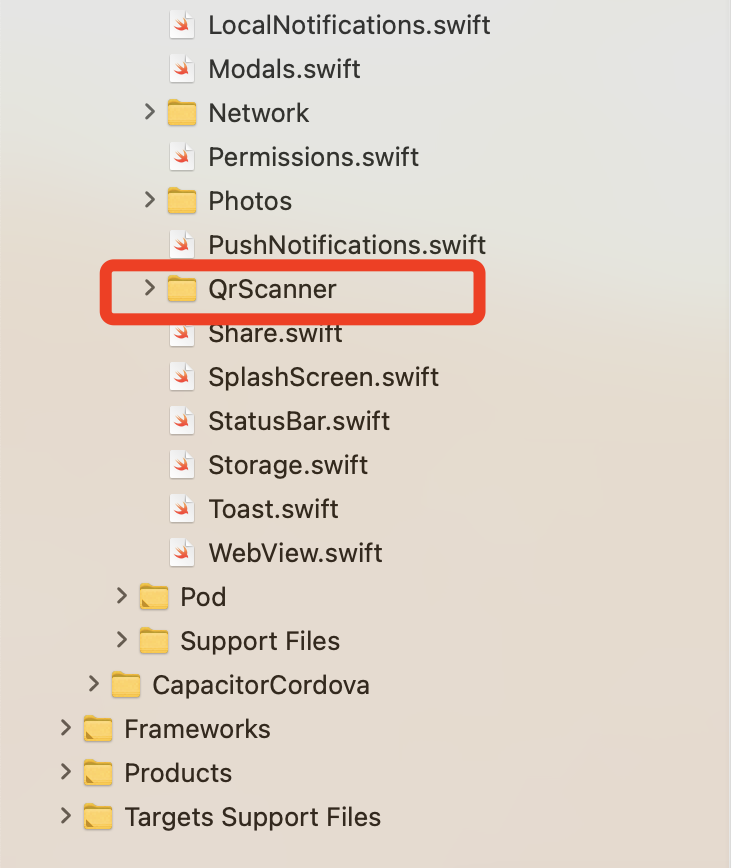 LocalNotifications.swift
Modals.swift
Network
Permissions.swift
Photos
PushNotifications.swift
QrScanner
Share.swift
SplashScreen.swift
StatusBar.swift
Storage.swift
Toast.swift
WebView.swift
Pod
Support Files
CapacitorCordova
Frameworks
Products
Targets Support Files